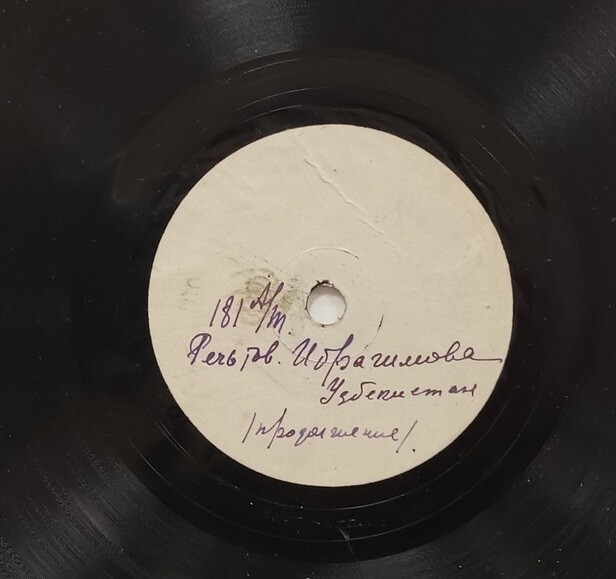 181 А/т.
Речь тов. Ибрагимова
Узбекистан
/продолжение/